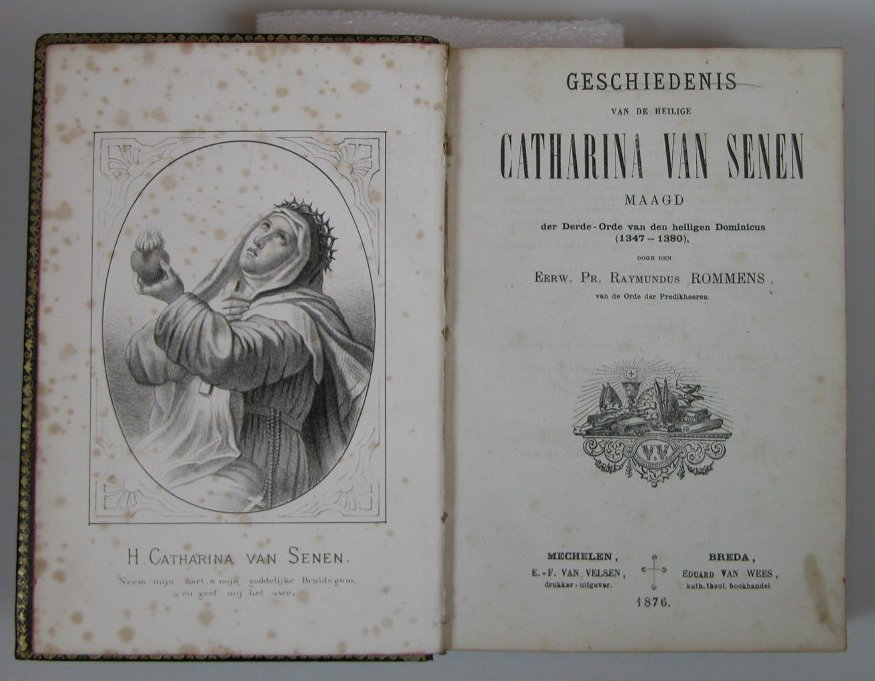 H. CATHARINA VAN SENEN.
Neem mijn hart, o mijn goddelijke Bruidegom,
en geef mij het uwe.
GESCHIEDENIS
VAN DE HEILIGE
CATHARINA VAN SENEN
MAAGD
der Derde-Orde van den heiligen Dominicus
(1347 — 1380),
DOOR DEN
EERW. PR. RAYMUNDUS ROMMENS,
van de Orde der Predikheeren.
V.V
MECHELEN,
E.-F. VAN VELSEN,
drukker-uitgever.
BREDA,
EDUARD VAN WEES,
kath. theol. boekhandel.
1876.